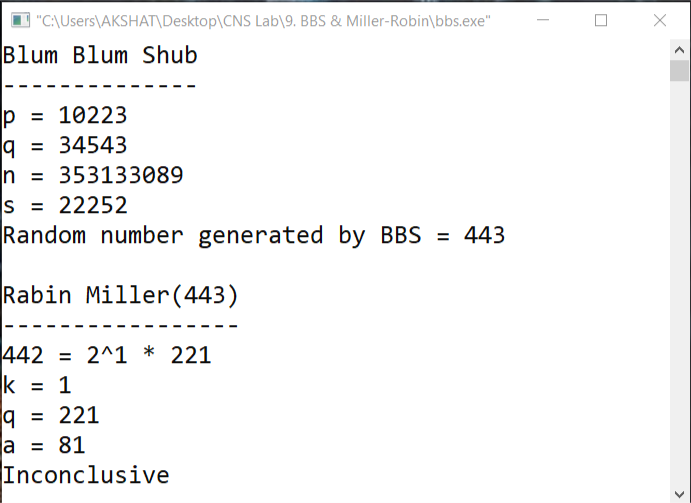 "C:\Users\AKSHAT\Desktop\CNS Lab\9. BBS & Miller-Robin\bbs.exe"
Blum Blum Shub
--------------
p = 10223
q = 34543
n = 353133089
s = 22252
Random number generated by BBS = 443

Rabin Miller(443)
-----------------
442 = 2^1 * 221
k = 1
q = 221
a = 81
Inconclusive